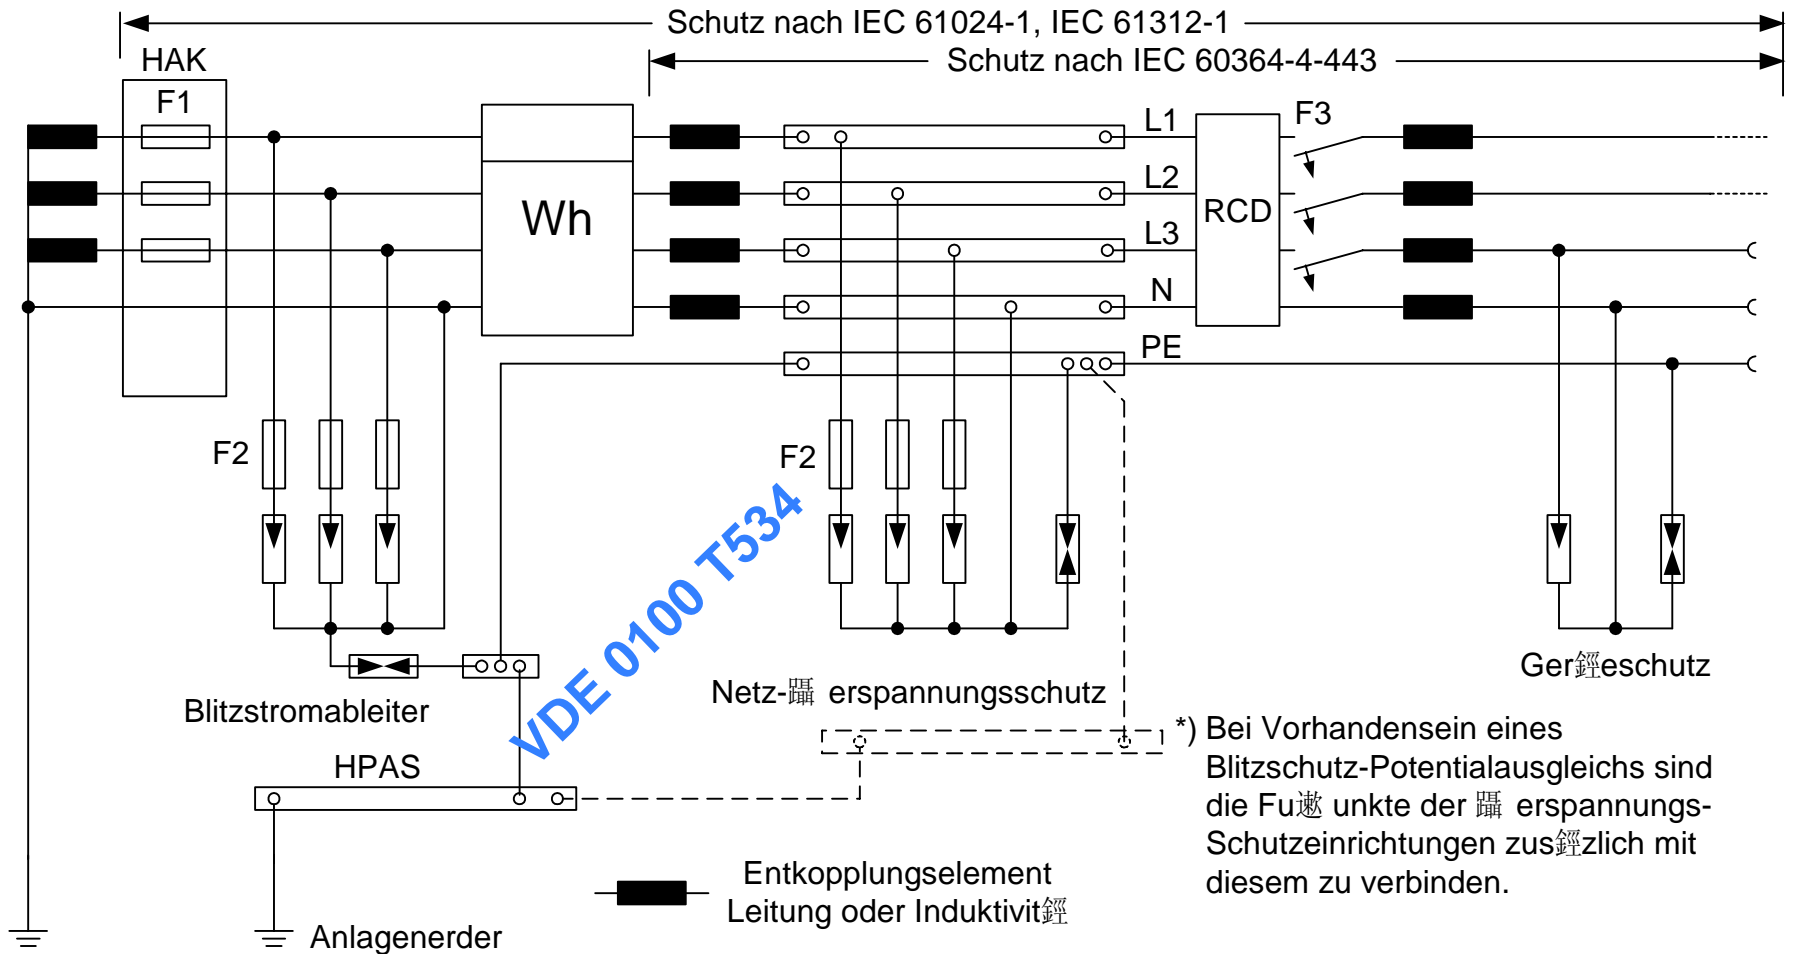 Schutz nach IEC 61024-1, IEC 61312-1
Schutz nach IEC 60364-4-443
HAK
F1
L1
F3
L2
Wh
RCD
L3
N
PE
F2
F2
VDE 0100 T534
Ger鋞eschutz
Netz-躡 erspannungsschutz
Blitzstromableiter
*) Bei Vorhandensein eines
Blitzschutz-Potentialausgleichs sind
die Fu遬 unkte der 躡 erspannungs-
Schutzeinrichtungen zus鋞zlich mit
diesem zu verbinden.
HPAS
Entkopplungselement
Leitung oder Induktivit鋞
Anlagenerder